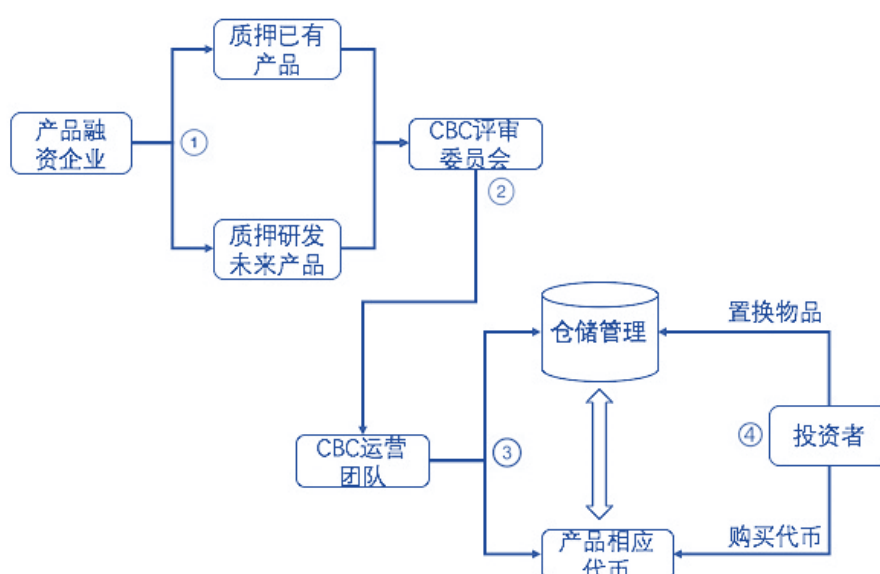 质押已有
产品
产品融
资企业
①
CBC评审
委员会
②
质押研发
未来产品
仓储管理
置换物品
CBC运营
团队
③
④
投资者
产品相应
代币
购买代币